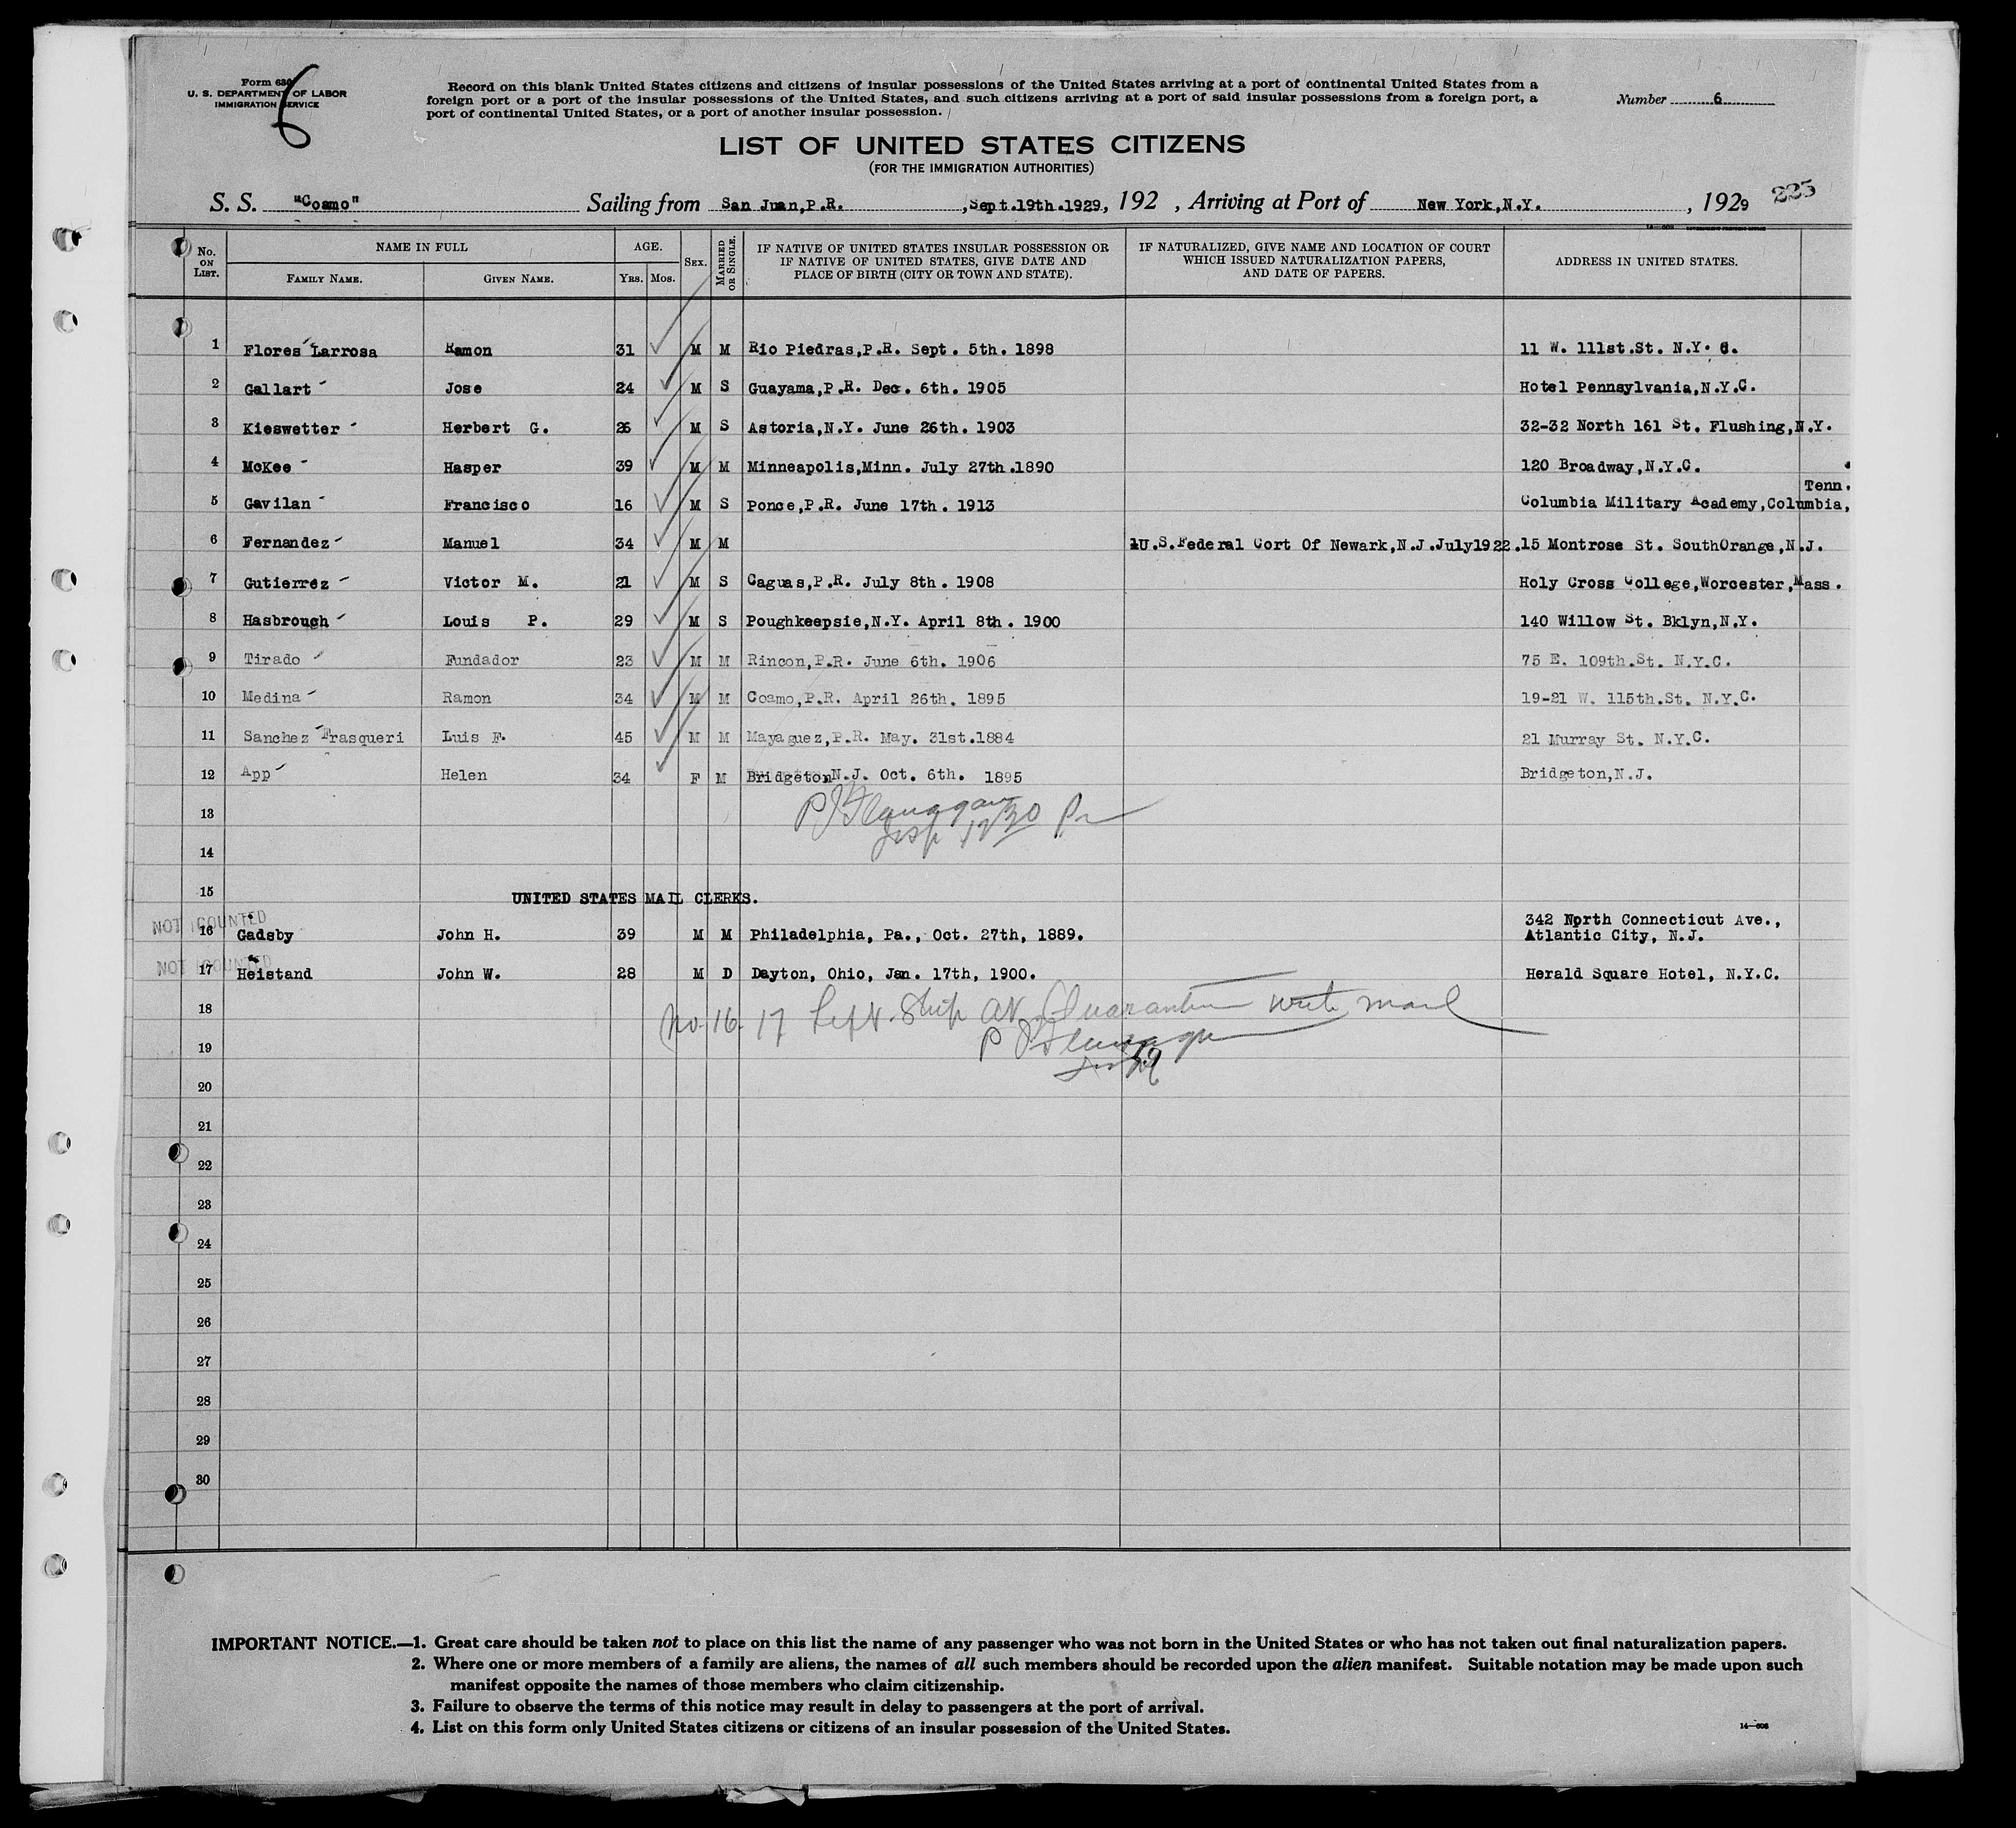 Form 630
U. S. DEPARTMENT OF LABOR
IMMIGRATION SERVICE
6
Record on this blank United States citizens and citizens of insular possessions of the United States arriving at a port of continental United States from a
foreign port or a port of the insular possessions of the United States, and such citizens arriving at a port of said insular possessions from a foreign port, a
port of continental United States, or a port of another insular possession.
Number 6
LIST OF UNITED STATES CITIZENS
(FOR THE IMMIGRATION AUTHORITIES)
S. S. "Coamo" Sailing from San Juan,P.R. ,Sept.19th.1929, 192 , Arriving at Port of New York,N.Y. , 1929 225
No. ON LIST. NAME IN FULL FAMILY NAME. GIVEN NAME. AGE. YRS. MOS. SEX. MARRIED OR SINGLE. IF NATIVE OF UNITED STATES INSULAR POSSESSION OR IF NATIVE OF UNITED STATES, GIVE DATE AND PLACE OF BIRTH (CITY OR TOWN AND STATE). IF NATURALIZED, GIVE NAME AND LOCATION OF COURT WHICH ISSUED NATURALIZATION PAPERS, AND DATE OF PAPERS. ADDRESS IN UNITED STATES.
1 Flores Larrosa Ramon 31 M M Rio Piedras,P.R. Sept. 5th. 1898 11 W. 111st.St. N.Y. C.
2 Gallart Jose 24 M S Guayama,P.R. Dec. 6th. 1905 Hotel Pennsylvania,N.Y.C.
3 Kieswetter Herbert G. 26 M S Astoria,N.Y. June 26th. 1903 32-32 North 161 St. Flushing,N.Y.
4 McKee Hasper 39 M M Minneapolis,Minn. July 27th.1890 120 Broadway,N.Y.C.
5 Gavilan Francisco 16 M S Ponce,P.R. June 17th. 1913 Columbia Military Academy,Columbia, Tenn.
6 Fernandez Manuel 34 M M U.S.Federal Cort Of Newark,N.J.July1922. 15 Montrose St. SouthOrange,N.J.
7 Gutierrez Victor M. 21 M S Caguas,P.R. July 8th. 1908 Holy Cross College,Worcester,Mass.
8 Hasbrough Louis P. 29 M S Poughkeepsie,N.Y. April 8th. 1900 140 Willow St. Bklyn,N.Y.
9 Tirado Fundador 23 M M Rincon,P.R. June 6th. 1906 75 E. 109th.St. N.Y.C.
10 Medina Ramon 34 M M Coamo,P.R. April 26th. 1895 19-21 W. 115th.St. N.Y.C.
11 Sanchez Frasqueri Luis F. 45 M M Mayaguez,P.R. May. 31st.1884 21 Murray St. N.Y.C.
12 App Helen 34 F M Bridgeton N.J. Oct. 6th. 1895 Bridgeton,N.J.
13 P J Flanagan
14 Insp 12 30 Pm
15 UNITED STATES MAIL CLERKS.
NOT COUNTED
16 Gadsby John H. 39 M M Philadelphia, Pa., Oct. 27th, 1889. 342 North Connecticut Ave., Atlantic City, N.J.
NOT COUNTED
17 Heistand John W. 28 M D Dayton, Ohio, Jan. 17th, 1900. Herald Square Hotel, N.Y.C.
18 No. 16. 17 Left Ship at Quarantine with mail
19 P J Flanagan
20
21
22
23
24
25
26
27
28
29
30
IMPORTANT NOTICE.—1. Great care should be taken not to place on this list the name of any passenger who was not born in the United States or who has not taken out final naturalization papers.
2. Where one or more members of a family are aliens, the names of all such members should be recorded upon the alien manifest. Suitable notation may be made upon such
manifest opposite the names of those members who claim citizenship.
3. Failure to observe the terms of this notice may result in delay to passengers at the port of arrival.
4. List on this form only United States citizens or citizens of an insular possession of the United States.
14—608